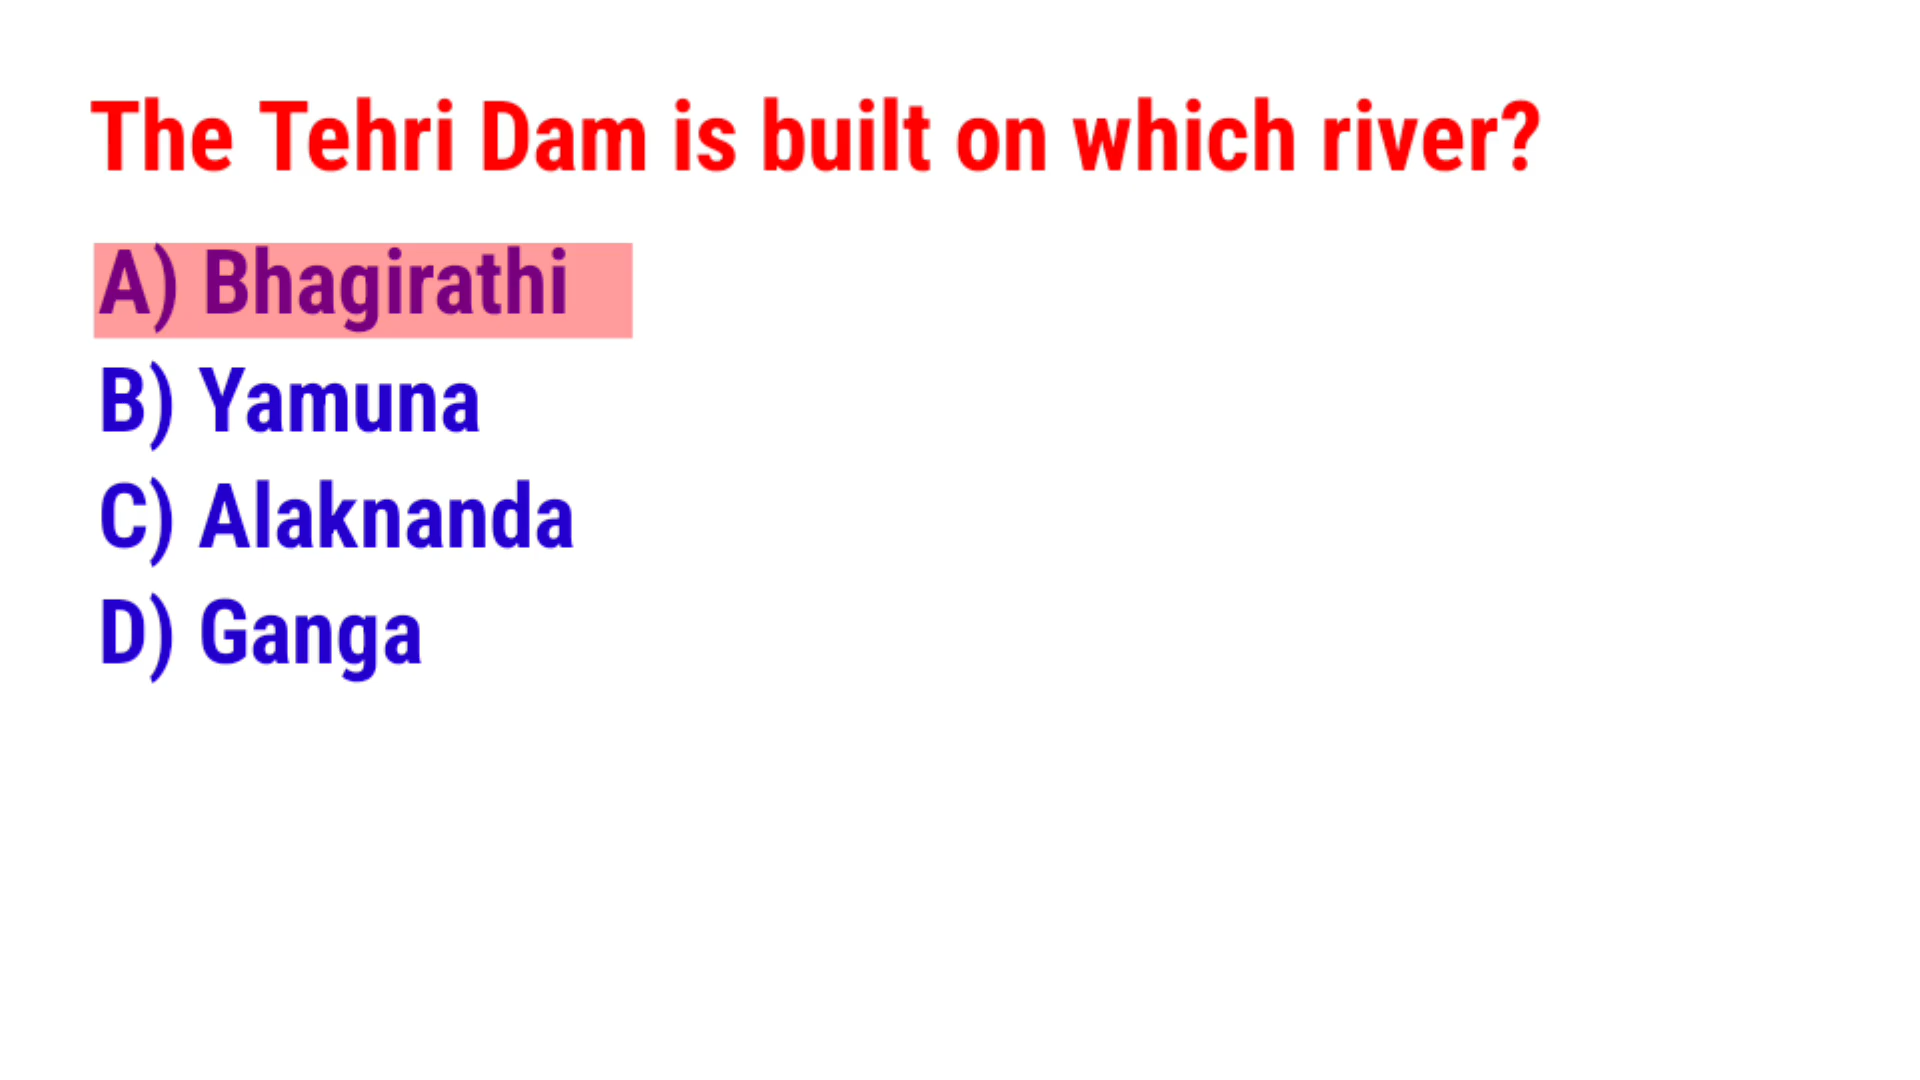 The Tehri Dam is built on which river?
A) Bhagirathi
B) Yamuna
C) Alaknanda
D) Ganga